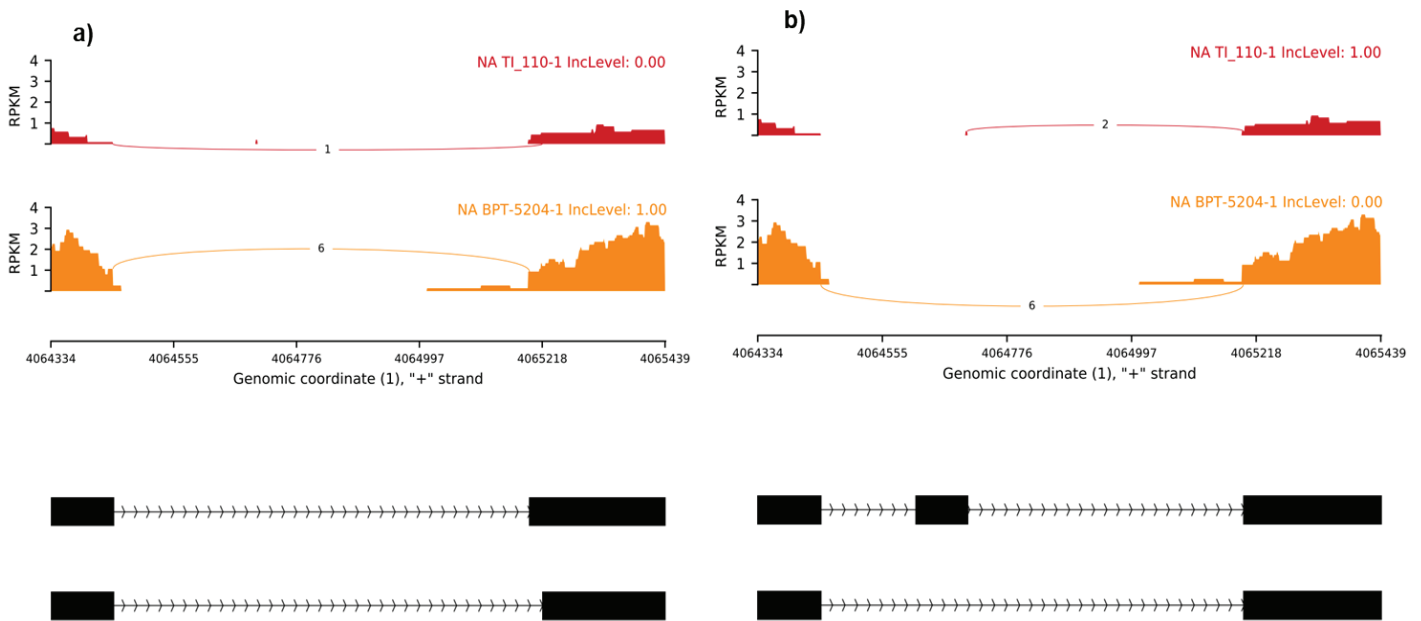 a)
NA TI_110-1 IncLevel: 0.00
RPKM
4
3
2
1
1
NA BPT-5204-1 IncLevel: 1.00
RPKM
4
3
2
1
6
4064334 4064555 4064776 4064997 4065218 4065439
Genomic coordinate (1), "+" strand
b)
NA TI_110-1 IncLevel: 1.00
RPKM
4
3
2
1
2
NA BPT-5204-1 IncLevel: 0.00
RPKM
4
3
2
1
6
4064334 4064555 4064776 4064997 4065218 4065439
Genomic coordinate (1), "+" strand